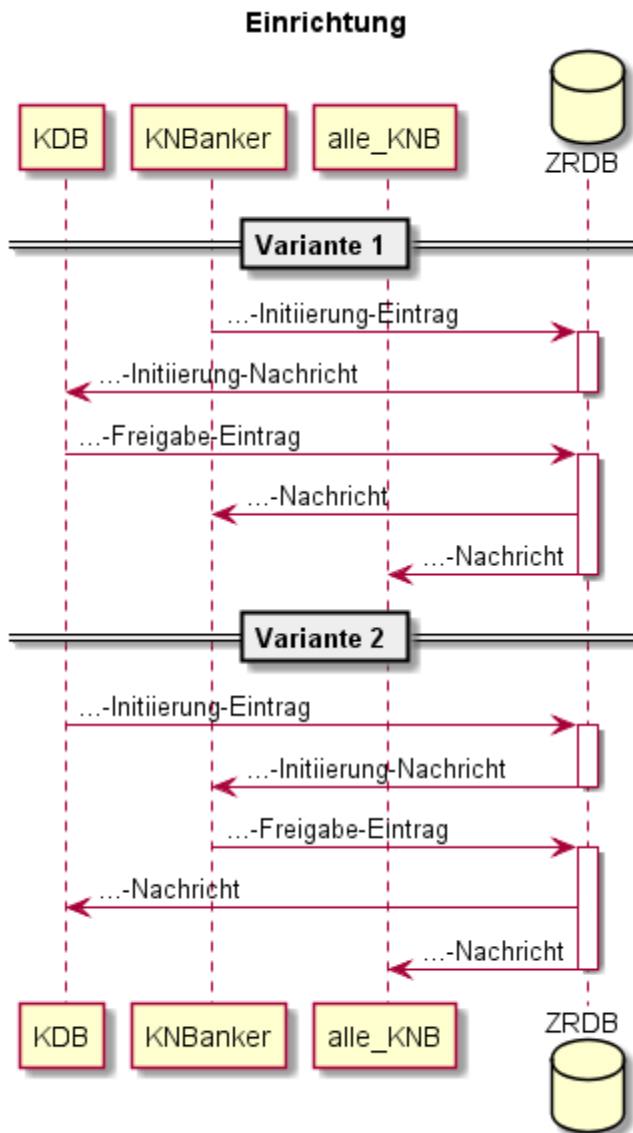 Einrichtung
KDB
KNBanker
alle_KNB
ZRDB
Variante 1
...-Initiierung-Eintrag
...-Initiierung-Nachricht
...-Freigabe-Eintrag
...-Nachricht
...-Nachricht
Variante 2
...-Initiierung-Eintrag
...-Initiierung-Nachricht
...-Freigabe-Eintrag
...-Nachricht
...-Nachricht
KDB
KNBanker
alle_KNB
ZRDB